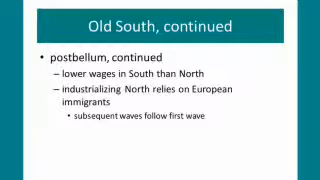 Old South, continued
• postbellum, continued
– lower wages in South than North
– industrializing North relies on European
immigrants
• subsequent waves follow first wave